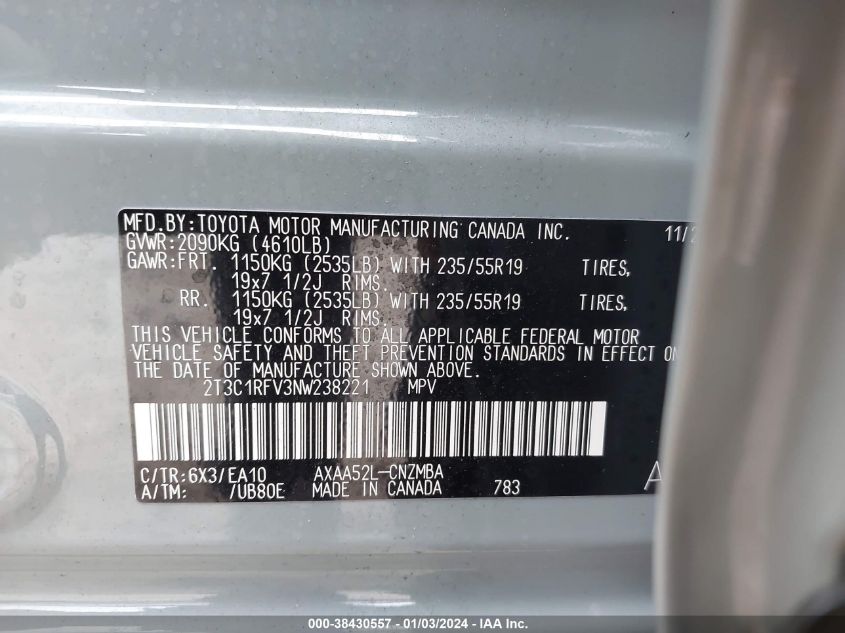 MFD.BY:TOYOTA MOTOR MANUFACTURING CANADA INC. 11/2
GVWR:2090KG (4610LB)
GAWR:FRT. 1150KG (2535LB) WITH 235/55R19 TIRES,
19x7 1/2J RIMS.
RR. 1150KG (2535LB) WITH 235/55R19 TIRES,
19x7 1/2J RIMS.
THIS VEHICLE CONFORMS TO ALL APPLICABLE FEDERAL MOTOR
VEHICLE SAFETY AND THEFT PREVENTION STANDARDS IN EFFECT ON
THE DATE OF MANUFACTURE SHOWN ABOVE.
2T3C1RFV3NW238221 MPV
C/TR:6X3/EA10 AXAA52L-CNZMBA A
A/TM: /UB80E MADE IN CANADA 783
000-38430557 - 01/03/2024 - IAA Inc.